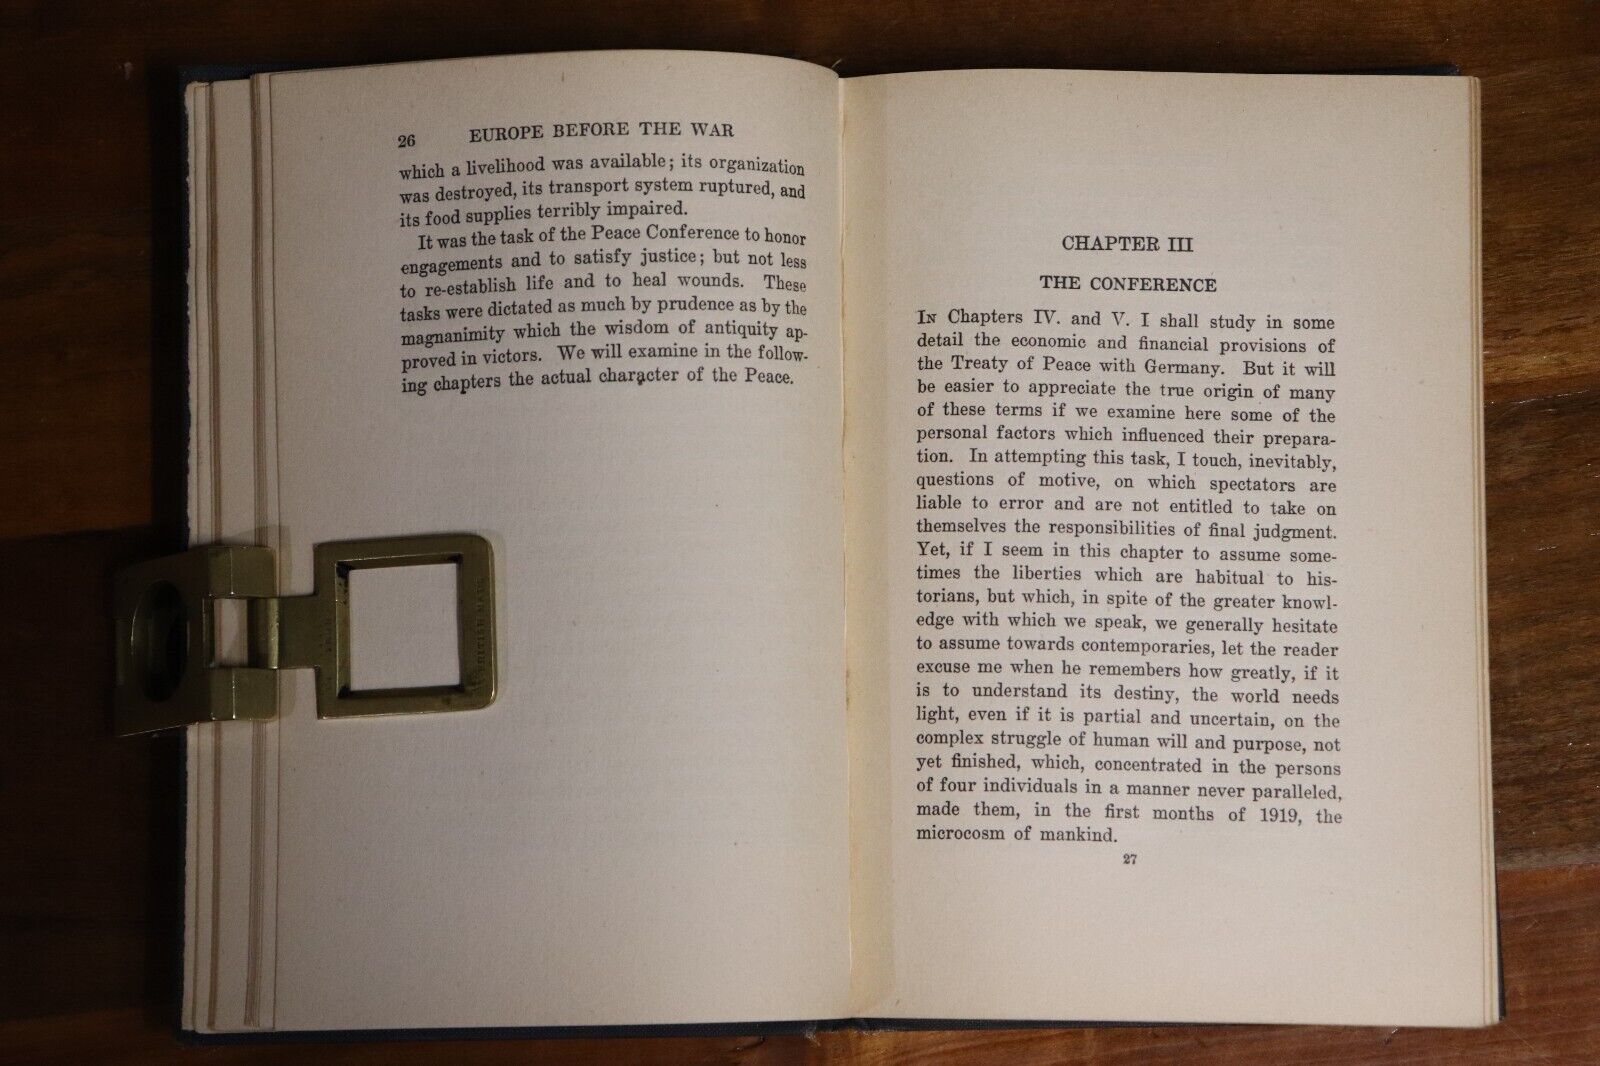 26 EUROPE BEFORE THE WAR
which a livelihood was available; its organization
was destroyed, its transport system ruptured, and
its food supplies terribly impaired.
It was the task of the Peace Conference to honor
engagements and to satisfy justice; but not less
to re-establish life and to heal wounds. These
tasks were dictated as much by prudence as by the
magnanimity which the wisdom of antiquity ap-
proved in victors. We will examine in the follow-
ing chapters the actual character of the Peace.
BRITISH MADE
CHAPTER III
THE CONFERENCE
In Chapters IV. and V. I shall study in some
detail the economic and financial provisions of
the Treaty of Peace with Germany. But it will
be easier to appreciate the true origin of many
of these terms if we examine here some of the
personal factors which influenced their prepara-
tion. In attempting this task, I touch, inevitably,
questions of motive, on which spectators are
liable to error and are not entitled to take on
themselves the responsibilities of final judgment.
Yet, if I seem in this chapter to assume some-
times the liberties which are habitual to his-
torians, but which, in spite of the greater knowl-
edge with which we speak, we generally hesitate
to assume towards contemporaries, let the reader
excuse me when he remembers how greatly, if it
is to understand its destiny, the world needs
light, even if it is partial and uncertain, on the
complex struggle of human will and purpose, not
yet finished, which, concentrated in the persons
of four individuals in a manner never paralleled,
made them, in the first months of 1919, the
microcosm of mankind.
27